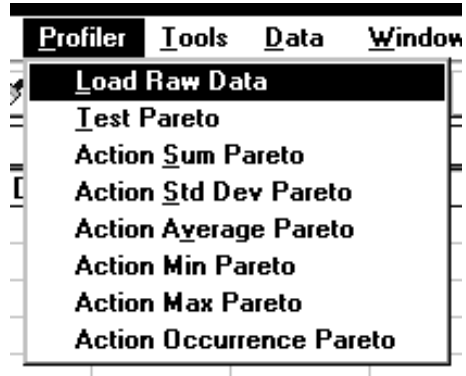 Profiler Tools Data Window
Load Raw Data
Test Pareto
Action Sum Pareto
Action Std Dev Pareto
Action Average Pareto
Action Min Pareto
Action Max Pareto
Action Occurrence Pareto